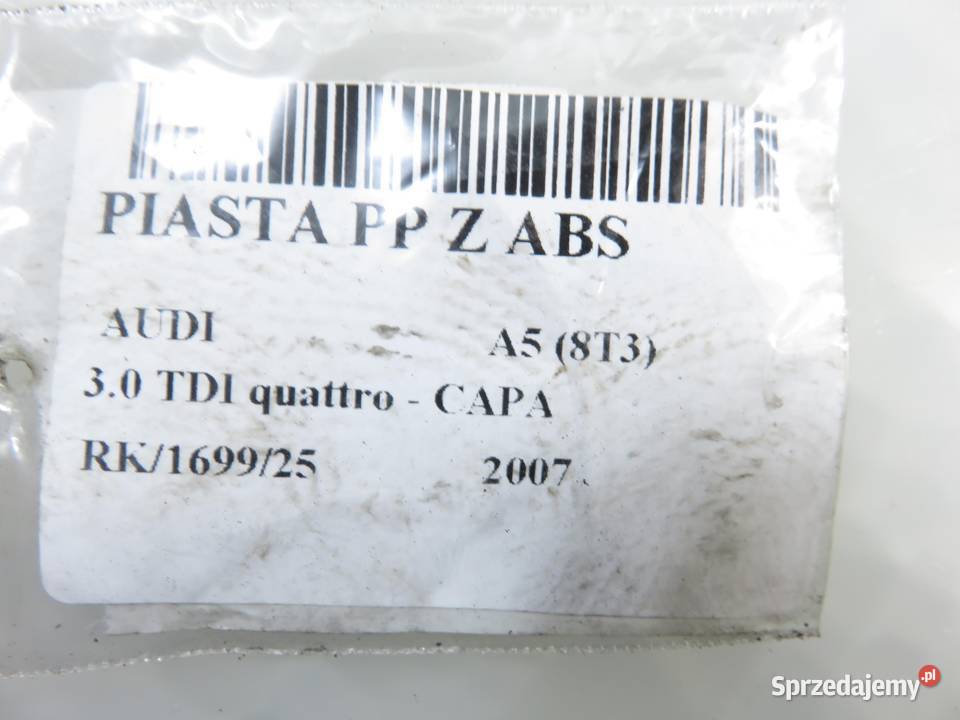 PIASTA PP Z ABS
AUDI A5 (8T3)
3.0 TDI quattro - CAPA
RK/1699/25 2007
Sprzedajemy.pl